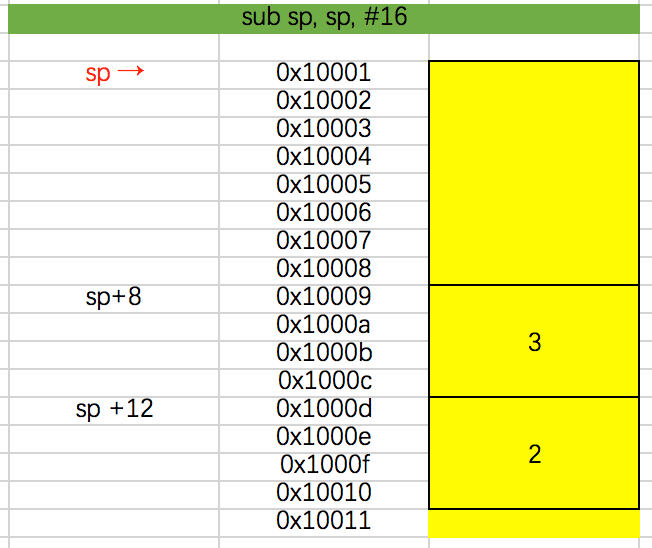 sub sp, sp, #16
sp → 0x10001
0x10002
0x10003
0x10004
0x10005
0x10006
0x10007
0x10008
sp+8 0x10009
0x1000a
0x1000b 3
0x1000c
sp +12 0x1000d
0x1000e
0x1000f 2
0x10010
0x10011